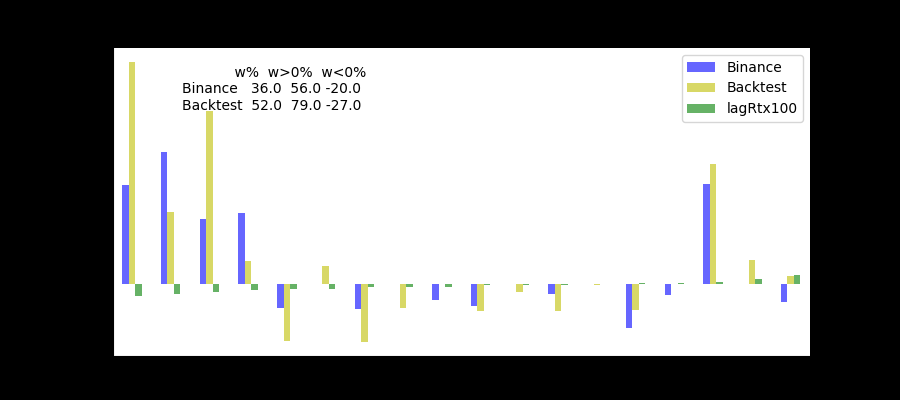 w%  w>0%  w<0%
Binance   36.0  56.0 -20.0
Backtest  52.0  79.0 -27.0
Binance
Backtest
lagRtx100